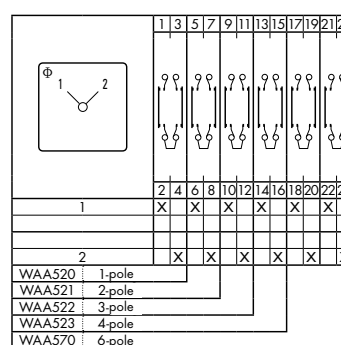 1 3 5 7 9 11 13 15 17 19 21
Φ
1 2
2 4 6 8 10 12 14 16 18 20 22
1 X X X X X X
2 X X X X X
WAA520 1-pole
WAA521 2-pole
WAA522 3-pole
WAA523 4-pole
WAA570 6-pole